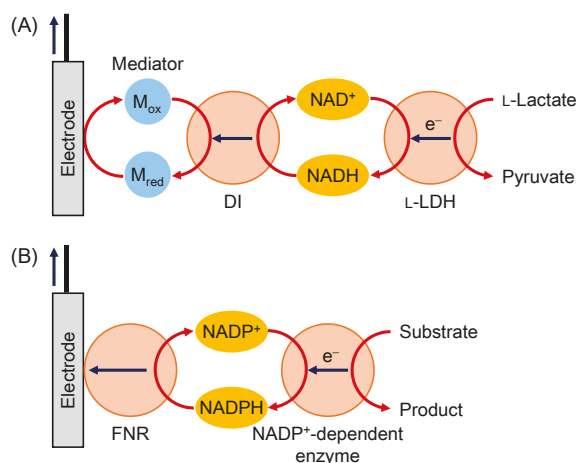 (A)
Mediator
Electrode
Mox
Mred
DI
NAD+
NADH
e−
L-LDH
L-Lactate
Pyruvate
(B)
Electrode
FNR
NADP+
NADPH
e−
NADP+-dependent
enzyme
Substrate
Product